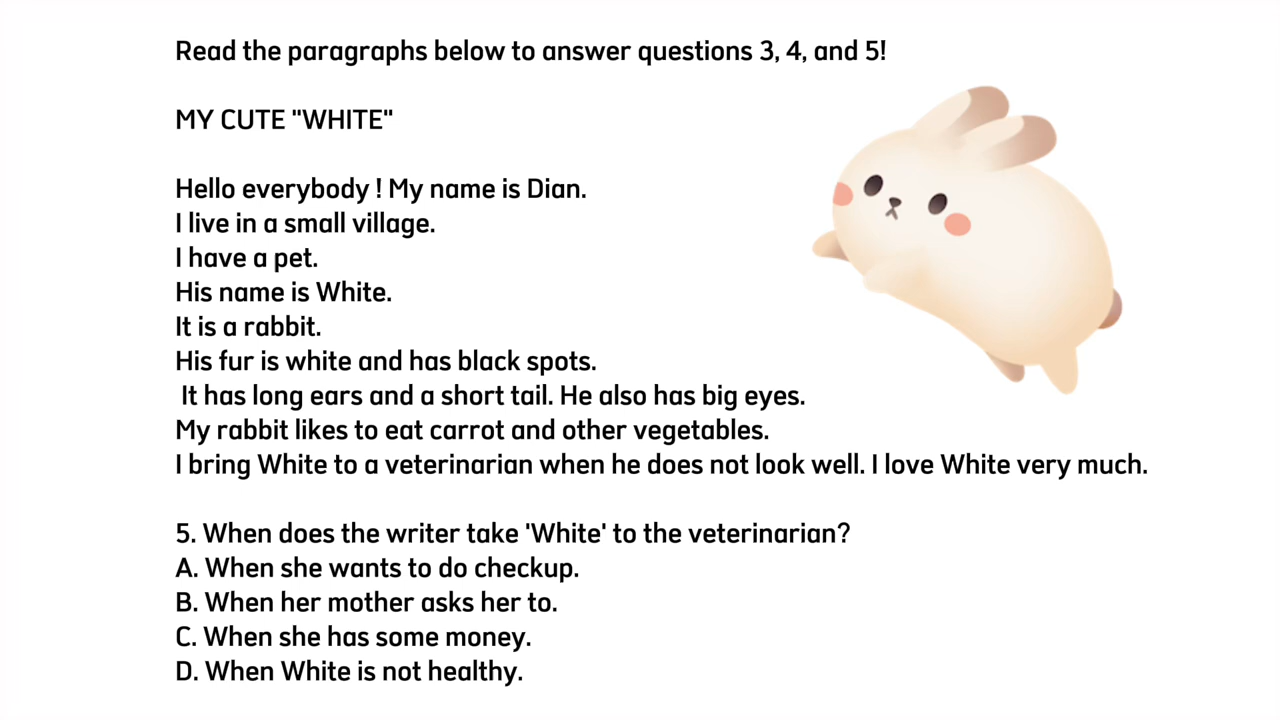 Read the paragraphs below to answer questions 3, 4, and 5!
MY CUTE "WHITE"
Hello everybody ! My name is Dian.
I live in a small village.
I have a pet.
His name is White.
It is a rabbit.
His fur is white and has black spots.
It has long ears and a short tail. He also has big eyes.
My rabbit likes to eat carrot and other vegetables.
I bring White to a veterinarian when he does not look well. I love White very much.
5. When does the writer take 'White' to the veterinarian?
A. When she wants to do checkup.
B. When her mother asks her to.
C. When she has some money.
D. When White is not healthy.